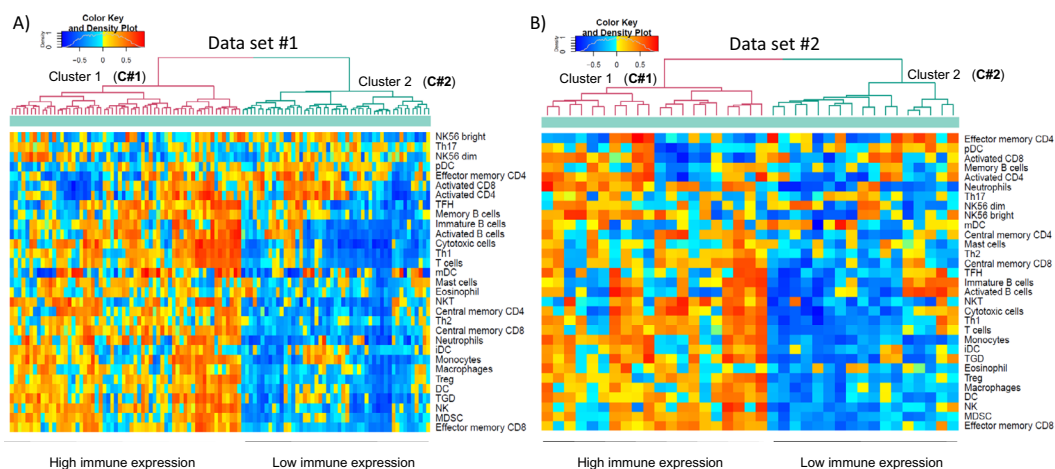 A)
Color Key
and Density Plot
Density
−0.5 0 0.5
Data set #1
Cluster 1 (C#1)
Cluster 2 (C#2)
NK56 bright
Th17
NK56 dim
pDC
Effector memory CD4
Activated CD8
Activated CD4
TFH
Memory B cells
Immature B cells
Activated B cells
Cytotoxic cells
Th1
T cells
mDC
Mast cells
Eosinophil
NKT
Central memory CD4
Th2
Central memory CD8
Neutrophils
iDC
Monocytes
Macrophages
Treg
DC
TGD
NK
MDSC
Effector memory CD8
High immune expression
Low immune expression
B)
Color Key
and Density Plot
Density
−0.5 0 0.5
Data set #2
Cluster 1 (C#1)
Cluster 2 (C#2)
Effector memory CD4
pDC
Activated CD8
Memory B cells
Activated CD4
Neutrophils
Th17
NK56 dim
NK56 bright
mDC
Central memory CD4
Mast cells
Th2
Central memory CD8
TFH
Immature B cells
Activated B cells
NKT
Cytotoxic cells
Th1
T cells
Monocytes
iDC
TGD
Eosinophil
Treg
Macrophages
DC
NK
MDSC
Effector memory CD8
High immune expression
Low immune expression